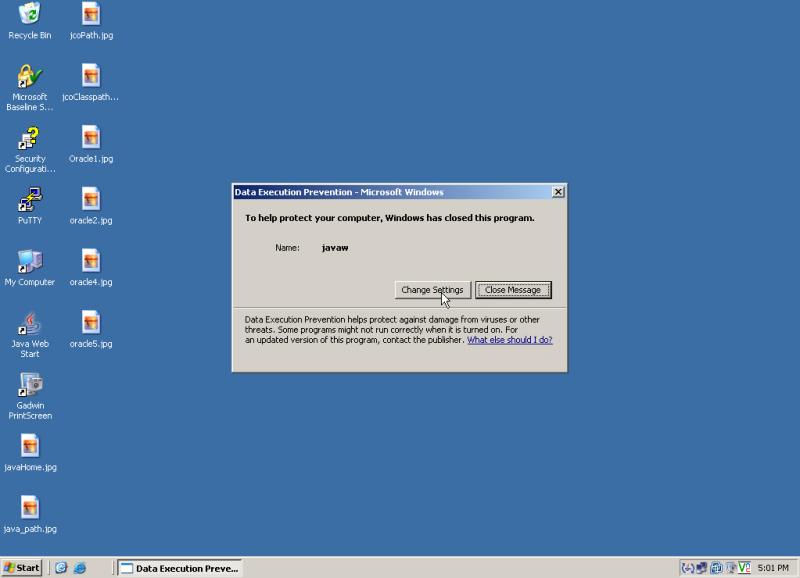 Recycle Bin
jcoPath.jpg
Microsoft
Baseline S...
jcoClasspath...
Security
Configurati...
Oracle1.jpg
PuTTY
oracle2.jpg
My Computer
oracle4.jpg
Java Web
Start
oracle5.jpg
Gadwin
PrintScreen
javaHome.jpg
java_path.jpg
Data Execution Prevention - Microsoft Windows
To help protect your computer, Windows has closed this program.
Name: javaw
Change Settings
Close Message
Data Execution Prevention helps protect against damage from viruses or other
threats. Some programs might not run correctly when it is turned on. For
an updated version of this program, contact the publisher. What else should I do?
Start
Data Execution Preve...
5:01 PM